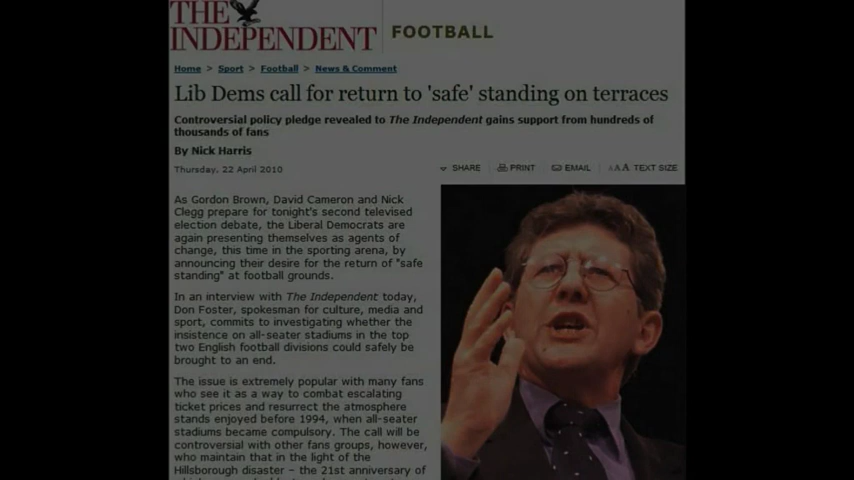 THE
INDEPENDENT
FOOTBALL
Home > Sport > Football > News & Comment
Lib Dems call for return to 'safe' standing on terraces
Controversial policy pledge revealed to The Independent gains support from hundreds of
thousands of fans
By Nick Harris
Thursday, 22 April 2010
SHARE PRINT EMAIL AAA TEXT SIZE
As Gordon Brown, David Cameron and Nick
Clegg prepare for tonight's second televised
election debate, the Liberal Democrats are
again presenting themselves as agents of
change, this time in the sporting arena, by
announcing their desire for the return of "safe
standing" at football grounds.
In an interview with The Independent today,
Don Foster, spokesman for culture, media and
sport, commits to investigating whether the
insistence on all-seater stadiums in the top
two English football divisions could safely be
brought to an end.
The issue is extremely popular with many fans
who see it as a way to combat escalating
ticket prices and resurrect the atmosphere
stands enjoyed before 1994, when all-seater
stadiums became compulsory. The call will be
controversial with other fans groups, however,
who maintain that in the light of the
Hillsborough disaster – the 21st anniversary of